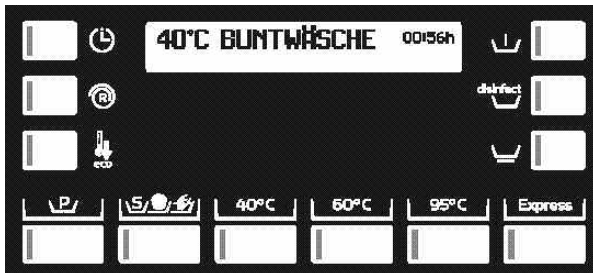 40°C BUNTWÄSCHE 00:56h
R
disinfect
eco
P S 40°C 60°C 95°C Express